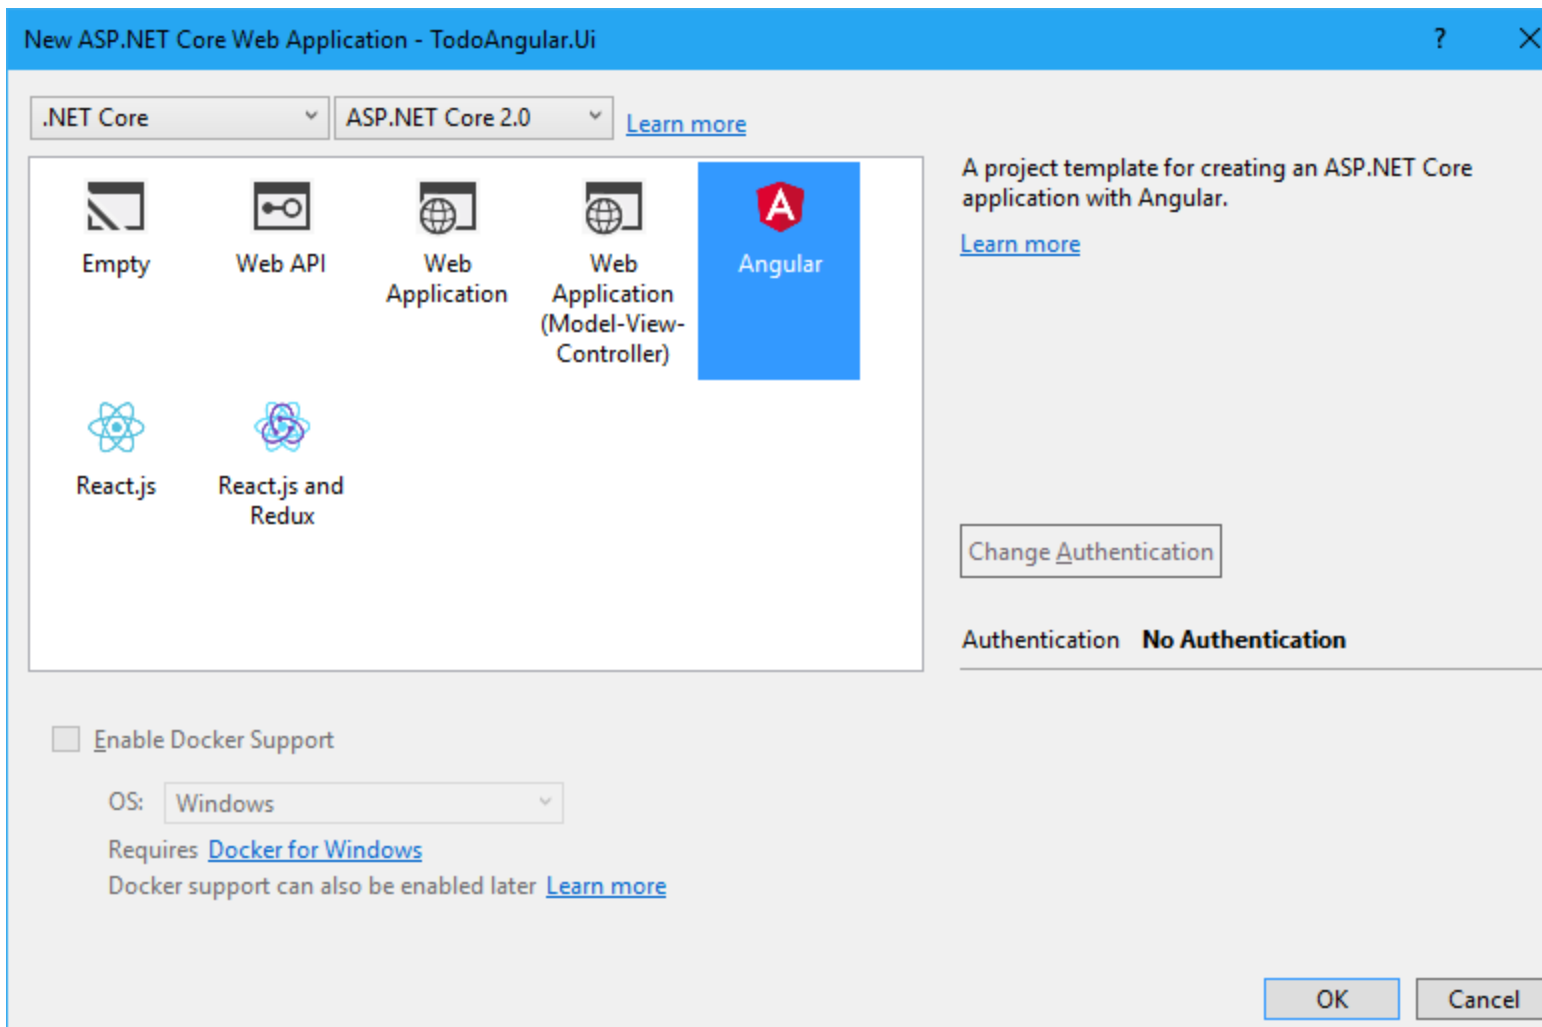 New ASP.NET Core Web Application - TodoAngular.Ui
.NET Core
ASP.NET Core 2.0
Learn more
Empty
Web API
Web
Application
Web
Application
(Model-View-
Controller)
Angular
React.js
React.js and
Redux
A project template for creating an ASP.NET Core
application with Angular.
Learn more
Change Authentication
Authentication No Authentication
Enable Docker Support
OS: Windows
Requires Docker for Windows
Docker support can also be enabled later Learn more
OK
Cancel